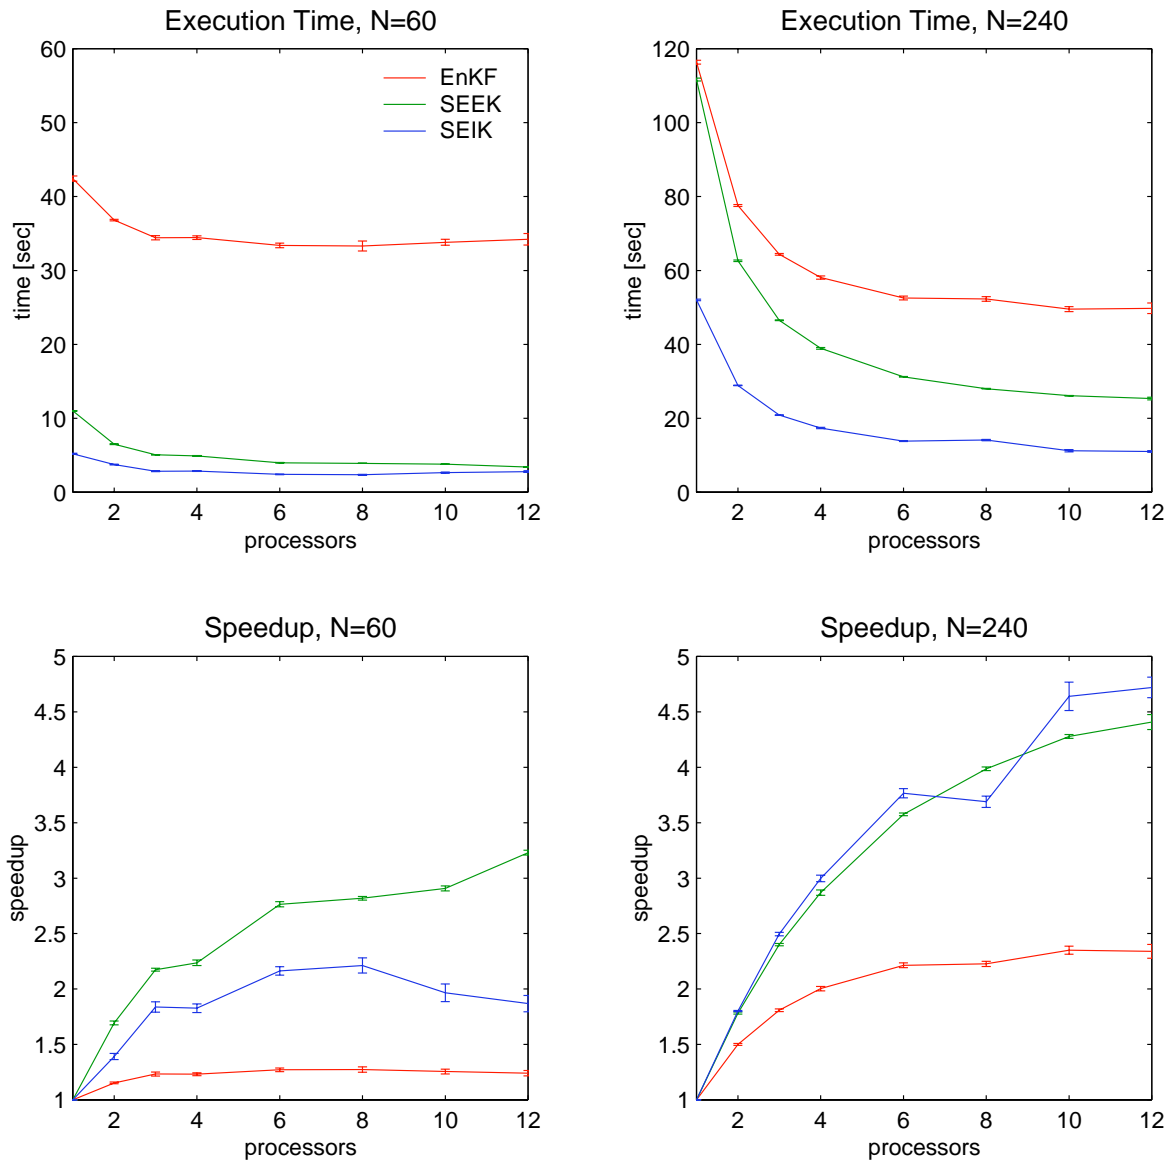 Execution Time, N=60
60
50
40
30
20
10
0
time [sec]
EnKF
SEEK
SEIK
2 4 6 8 10 12
processors
Execution Time, N=240
120
100
80
60
40
20
0
time [sec]
2 4 6 8 10 12
processors
Speedup, N=60
5
4.5
4
3.5
3
2.5
2
1.5
1
speedup
2 4 6 8 10 12
processors
Speedup, N=240
5
4.5
4
3.5
3
2.5
2
1.5
1
speedup
2 4 6 8 10 12
processors